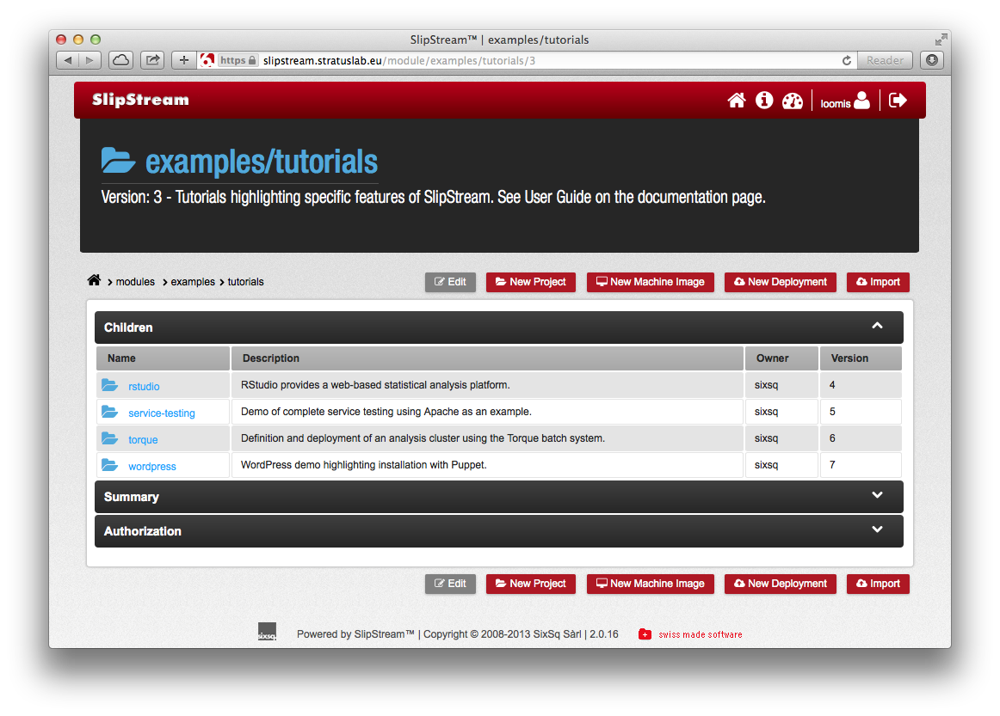 SlipStream™ | examples/tutorials
https slipstream.stratuslab.eu/module/examples/tutorials/3 Reader
SlipStream loomis
examples/tutorials
Version: 3 - Tutorials highlighting specific features of SlipStream. See User Guide on the documentation page.
modules examples tutorials Edit New Project New Machine Image New Deployment Import
Children
Name Description Owner Version
rstudio RStudio provides a web-based statistical analysis platform. sixsq 4
service-testing Demo of complete service testing using Apache as an example. sixsq 5
torque Definition and deployment of an analysis cluster using the Torque batch system. sixsq 6
wordpress WordPress demo highlighting installation with Puppet. sixsq 7
Summary
Authorization
Edit New Project New Machine Image New Deployment Import
sixsq. Powered by SlipStream™ | Copyright © 2008-2013 SixSq Sàrl | 2.0.16 swiss made software